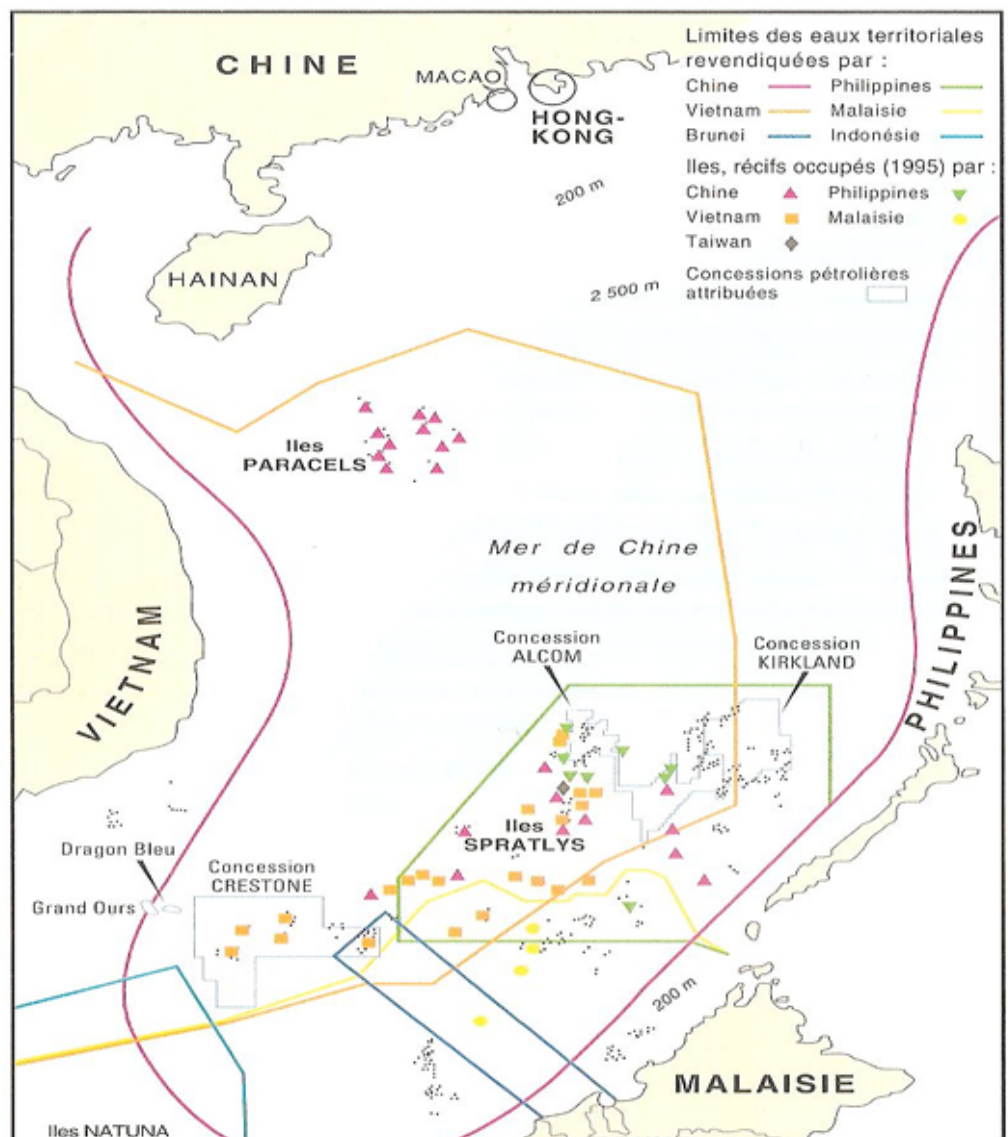 CHINE
MACAO
HONG-
KONG
Limites des eaux territoriales
revendiquées par :
Chine Philippines
Vietnam Malaisie
Brunei Indonésie
Iles, récifs occupés (1995) par :
Chine Philippines
Vietnam Malaisie
Taiwan
Concessions pétrolières
attribuées
200 m
2 500 m
HAINAN
Iles
PARACELS
Mer de Chine
méridionale
VIETNAM
PHILIPPINES
Concession
ALCOM
Concession
KIRKLAND
Iles
SPRATLYS
Dragon Bleu
Grand Ours
Concession
CRESTONE
200 m
MALAISIE
Iles NATUNA